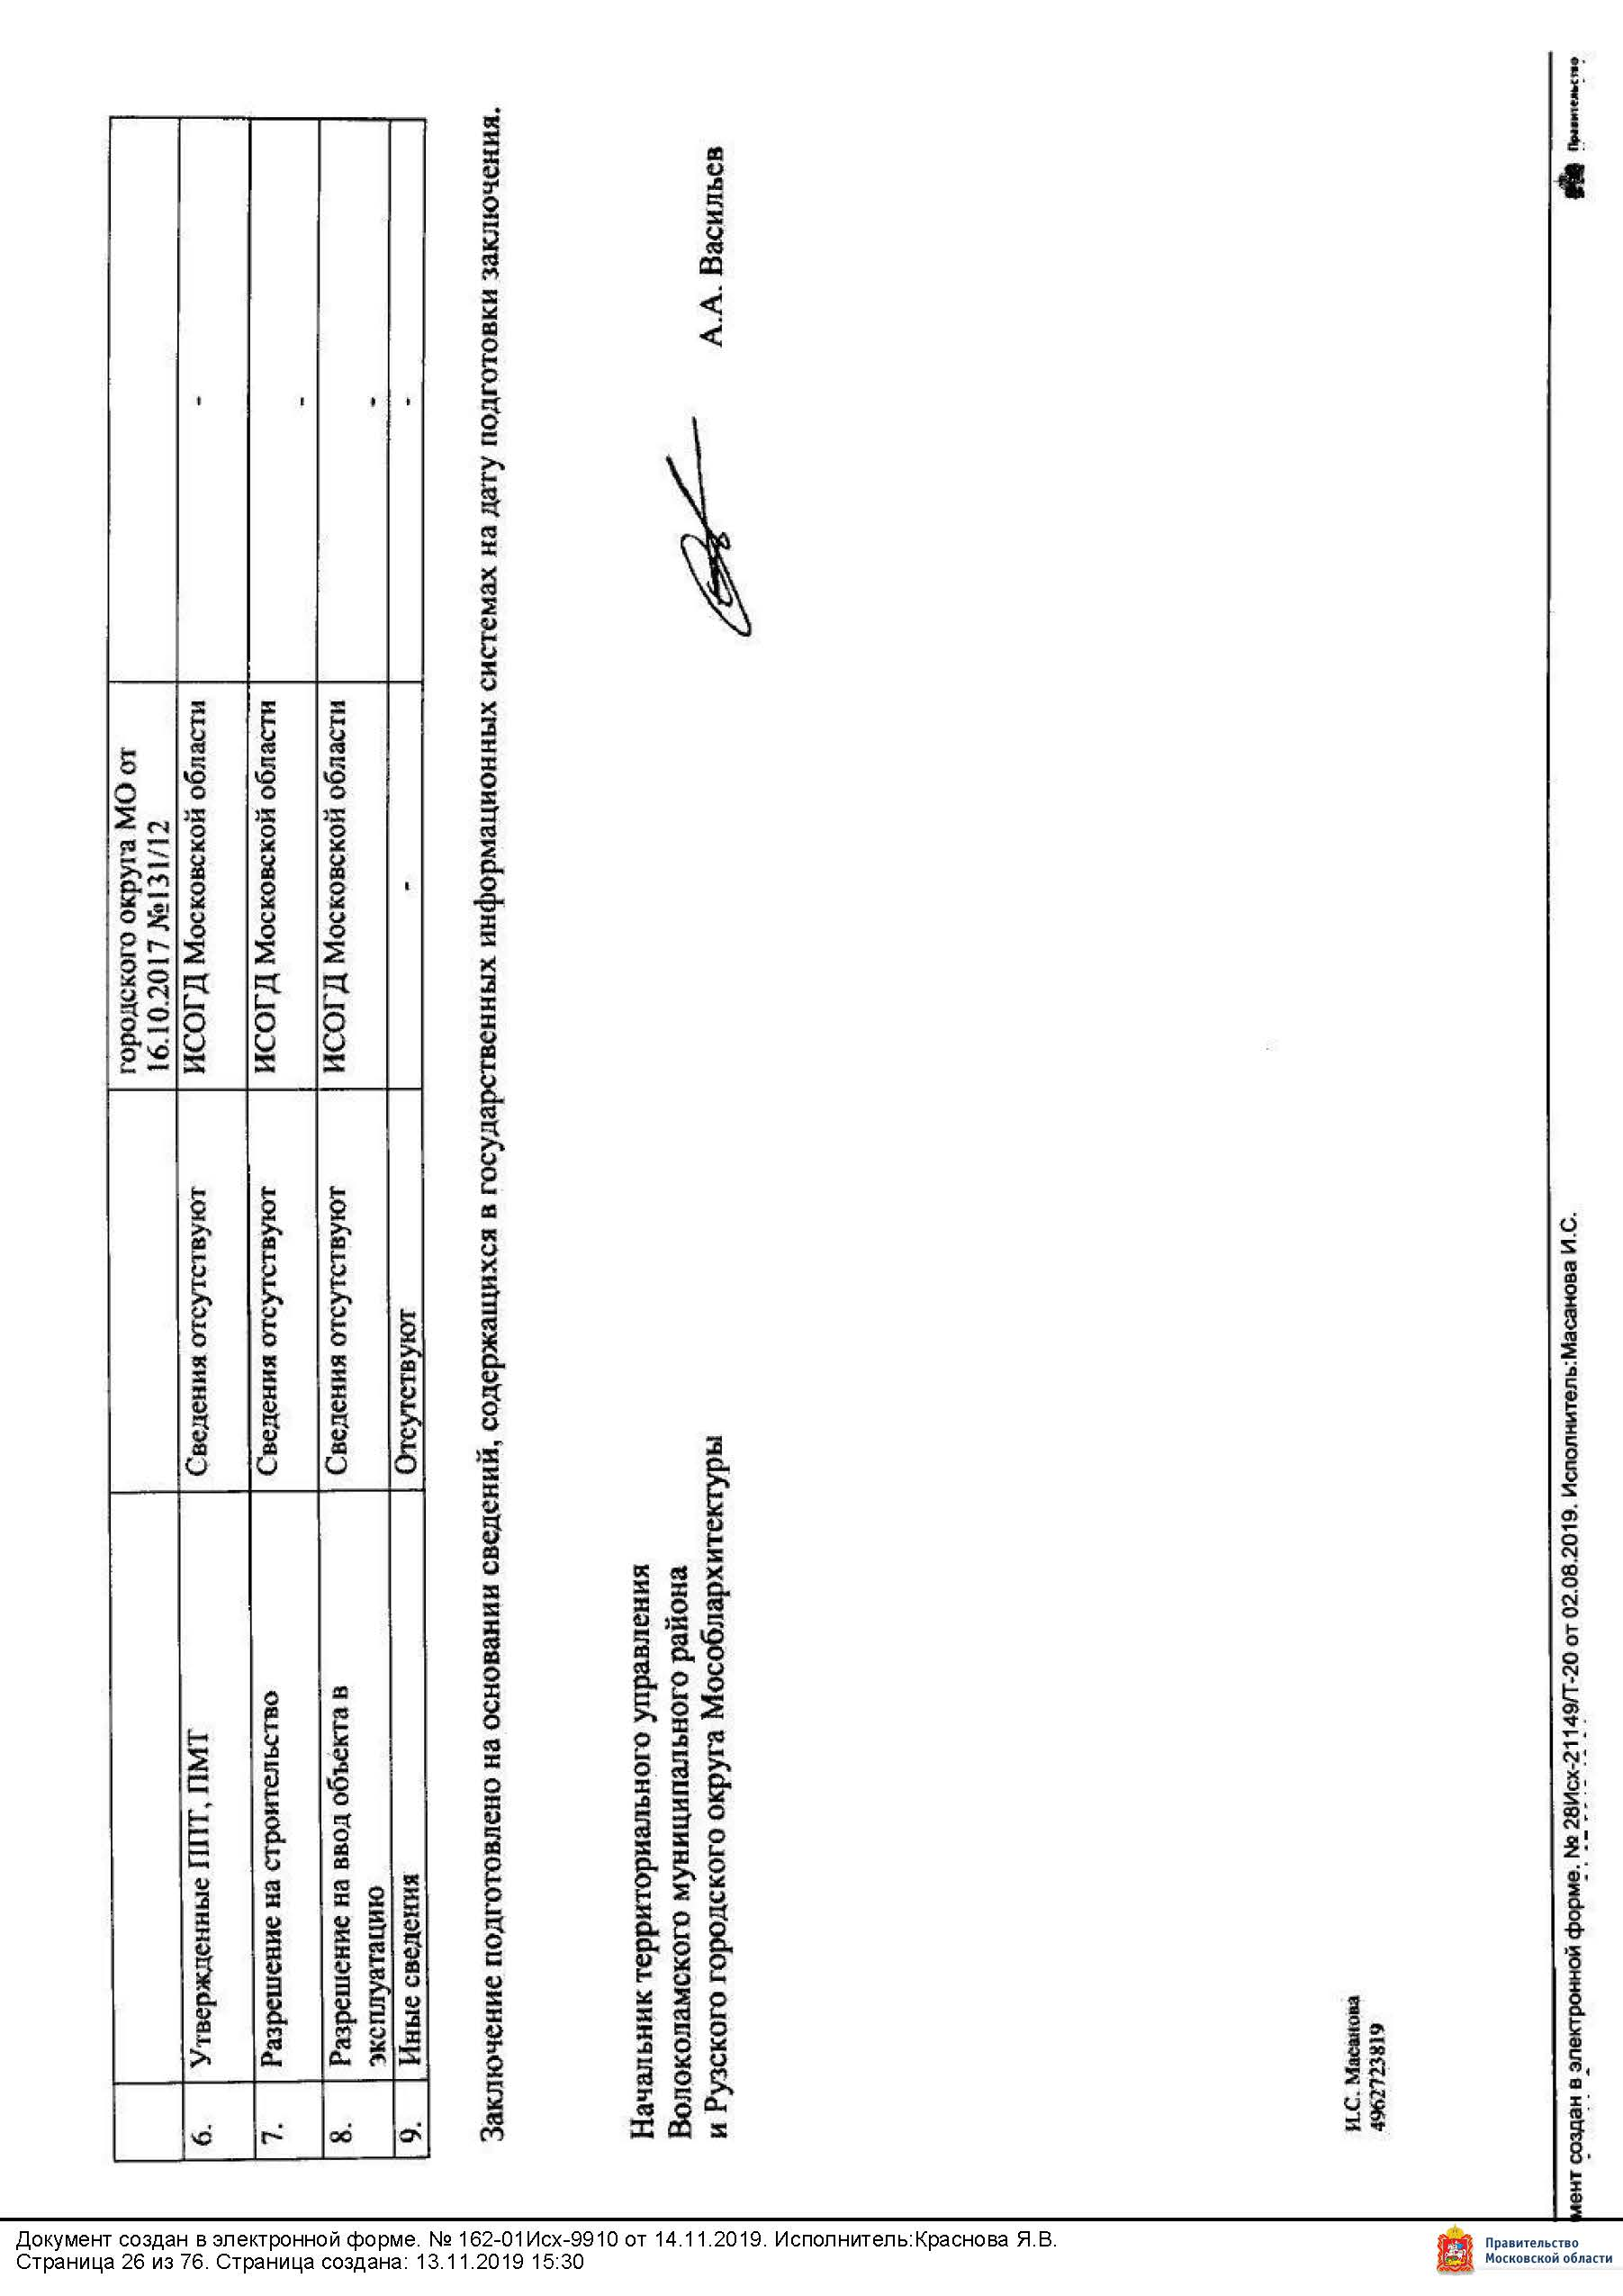 городского округа МО от
16.10.2017 №131/12
6. Утвержденные ППТ, ПМТ Сведения отсутствуют ИСОГД Московской области -
7. Разрешение на строительство Сведения отсутствуют ИСОГД Московской области -
8. Разрешение на ввод объекта в Сведения отсутствуют ИСОГД Московской области
эксплуатацию -
9. Иные сведения Отсутствуют - -
Заключение подготовлено на основании сведений, содержащихся в государственных информационных системах на дату подготовки заключения.
Начальник территориального управления
Волоколамского муниципального района
и Рузского городского округа Мособлархитектуры А.А. Васильев
И.С. Масанова
4962723819
мент создан в электронной форме. № 28Исх-21149/Т-20 от 02.08.2019. Исполнитель:Масанова И.С.
Правительство
Документ создан в электронной форме. № 162-01Исх-9910 от 14.11.2019. Исполнитель:Краснова Я.В.
Страница 26 из 76. Страница создана: 13.11.2019 15:30
Правительство
Московской области